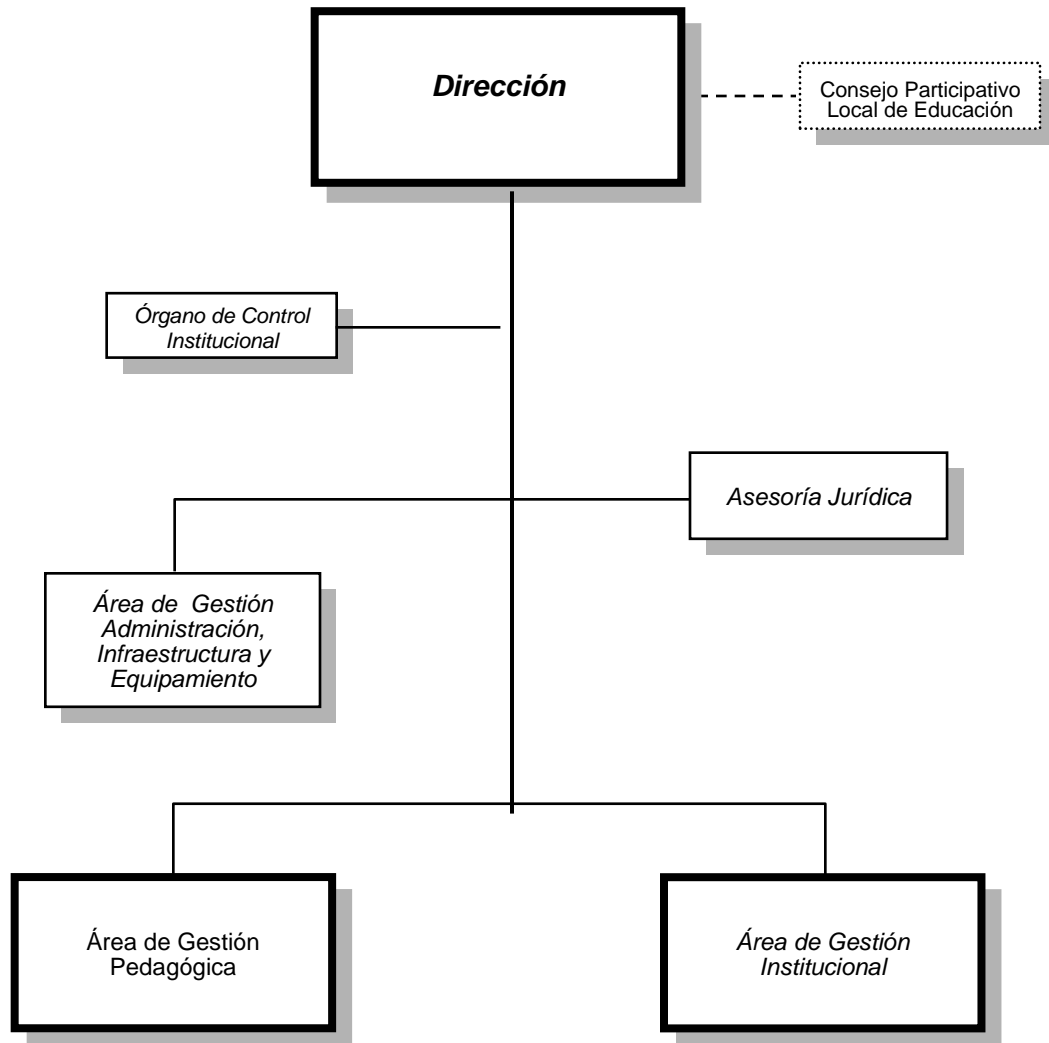 Dirección
Consejo Participativo
Local de Educación
Órgano de Control
Institucional
Asesoría Jurídica
Área de  Gestión
Administración,
Infraestructura y
Equipamiento
Área de Gestión
Pedagógica
Área de Gestión
Institucional